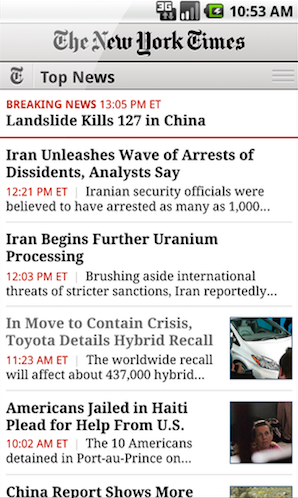 3G
10:53 AM
The New York Times
T
Top News
BREAKING NEWS 13:05 PM ET
Landslide Kills 127 in China
Iran Unleashes Wave of Arrests of
Dissidents, Analysts Say
12:21 PM ET | Iranian security officials were
believed to have arrested as many as 1,000...
Iran Begins Further Uranium
Processing
12:03 PM ET | Brushing aside international
threats of stricter sanctions, Iran reportedly...
In Move to Contain Crisis,
Toyota Details Hybrid Recall
11:23 AM ET | The worldwide recall
will affect about 437,000 hybrid...
Americans Jailed in Haiti
Plead for Help From U.S.
10:02 AM ET | The 10 Americans
detained in Port-au-Prince on...
China Report Shows More